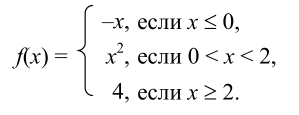 –x, если x ≤ 0,
f(x) = { x², если 0 < x < 2,
4, если x ≥ 2.